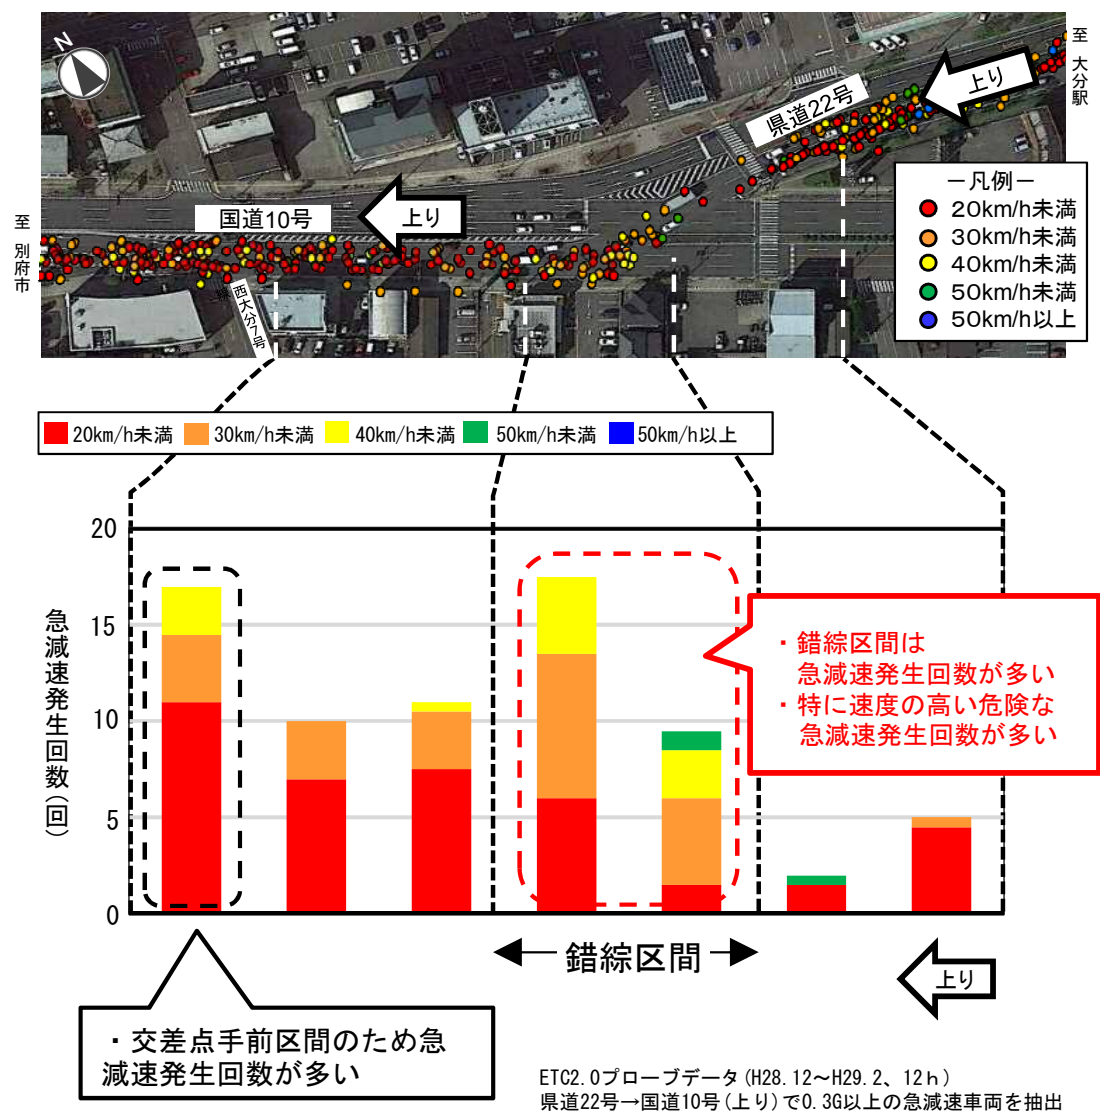 N
至 大分駅
上り
県道22号
国道10号
上り
至 別府市
西大分7号
－凡例－
20km/h未満
30km/h未満
40km/h未満
50km/h未満
50km/h以上
20km/h未満 30km/h未満 40km/h未満 50km/h未満 50km/h以上
急減速発生回数(回)
20
15
10
5
0
・錯綜区間は
急減速発生回数が多い
・特に速度の高い危険な
急減速発生回数が多い
錯綜区間
上り
・交差点手前区間のため急
減速発生回数が多い
ETC2.0プローブデータ(H28.12～H29.2、12h)
県道22号→国道10号(上り)で0.3G以上の急減速車両を抽出